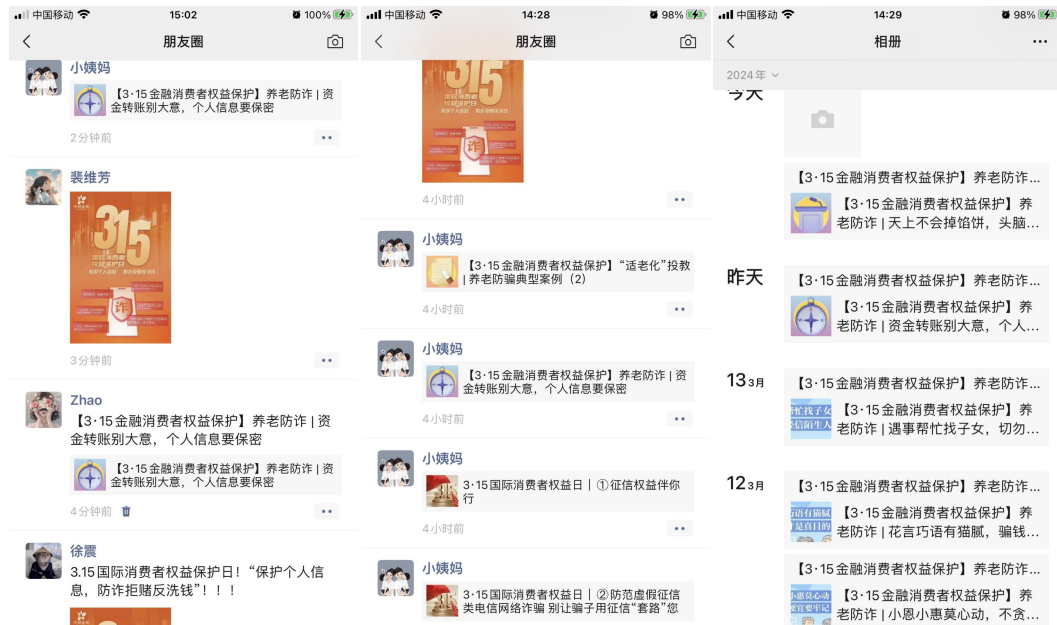 中国移动
15:02
100%
朋友圈
小姨妈
【3·15金融消费者权益保护】养老防诈 | 资
金转账别大意，个人信息要保密
2分钟前
裴维芳
315
国际消费者
权益保护日
诈
3分钟前
Zhao
【3·15金融消费者权益保护】养老防诈 | 资
金转账别大意，个人信息要保密
【3·15金融消费者权益保护】养老防诈 | 资
金转账别大意，个人信息要保密
4分钟前
徐震
3.15国际消费者权益保护日！“保护个人信
息，防诈拒赌反洗钱”！！！
中国移动
14:28
98%
朋友圈
315
诈
4小时前
小姨妈
【3·15金融消费者权益保护】“适老化”投教
| 养老防骗典型案例（2）
4小时前
小姨妈
【3·15金融消费者权益保护】养老防诈 | 资
金转账别大意，个人信息要保密
4小时前
小姨妈
3·15国际消费者权益日｜①征信权益伴你
行
4小时前
小姨妈
3·15国际消费者权益日｜②防范虚假征信
类电信网络诈骗 别让骗子用征信“套路”您
中国移动
14:29
98%
相册
2024年
今天
【3·15金融消费者权益保护】养老防诈...
【3·15金融消费者权益保护】养
老防诈 | 天上不会掉馅饼，头脑...
昨天
【3·15金融消费者权益保护】养老防诈...
【3·15金融消费者权益保护】养
老防诈 | 资金转账别大意，个人...
13 3月
【3·15金融消费者权益保护】养老防诈...
【3·15金融消费者权益保护】养
老防诈 | 遇事帮忙找子女，切勿...
12 3月
【3·15金融消费者权益保护】养老防诈...
【3·15金融消费者权益保护】养
老防诈 | 花言巧语有猫腻，骗钱...
【3·15金融消费者权益保护】养老防诈...
【3·15金融消费者权益保护】养
老防诈 | 小恩小惠莫心动，不贪...